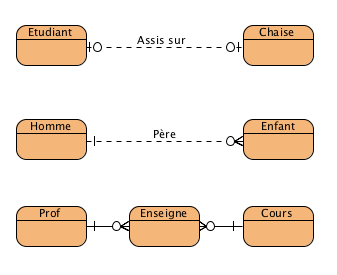 Etudiant
Assis sur
Chaise
Homme
Père
Enfant
Prof
Enseigne
Cours